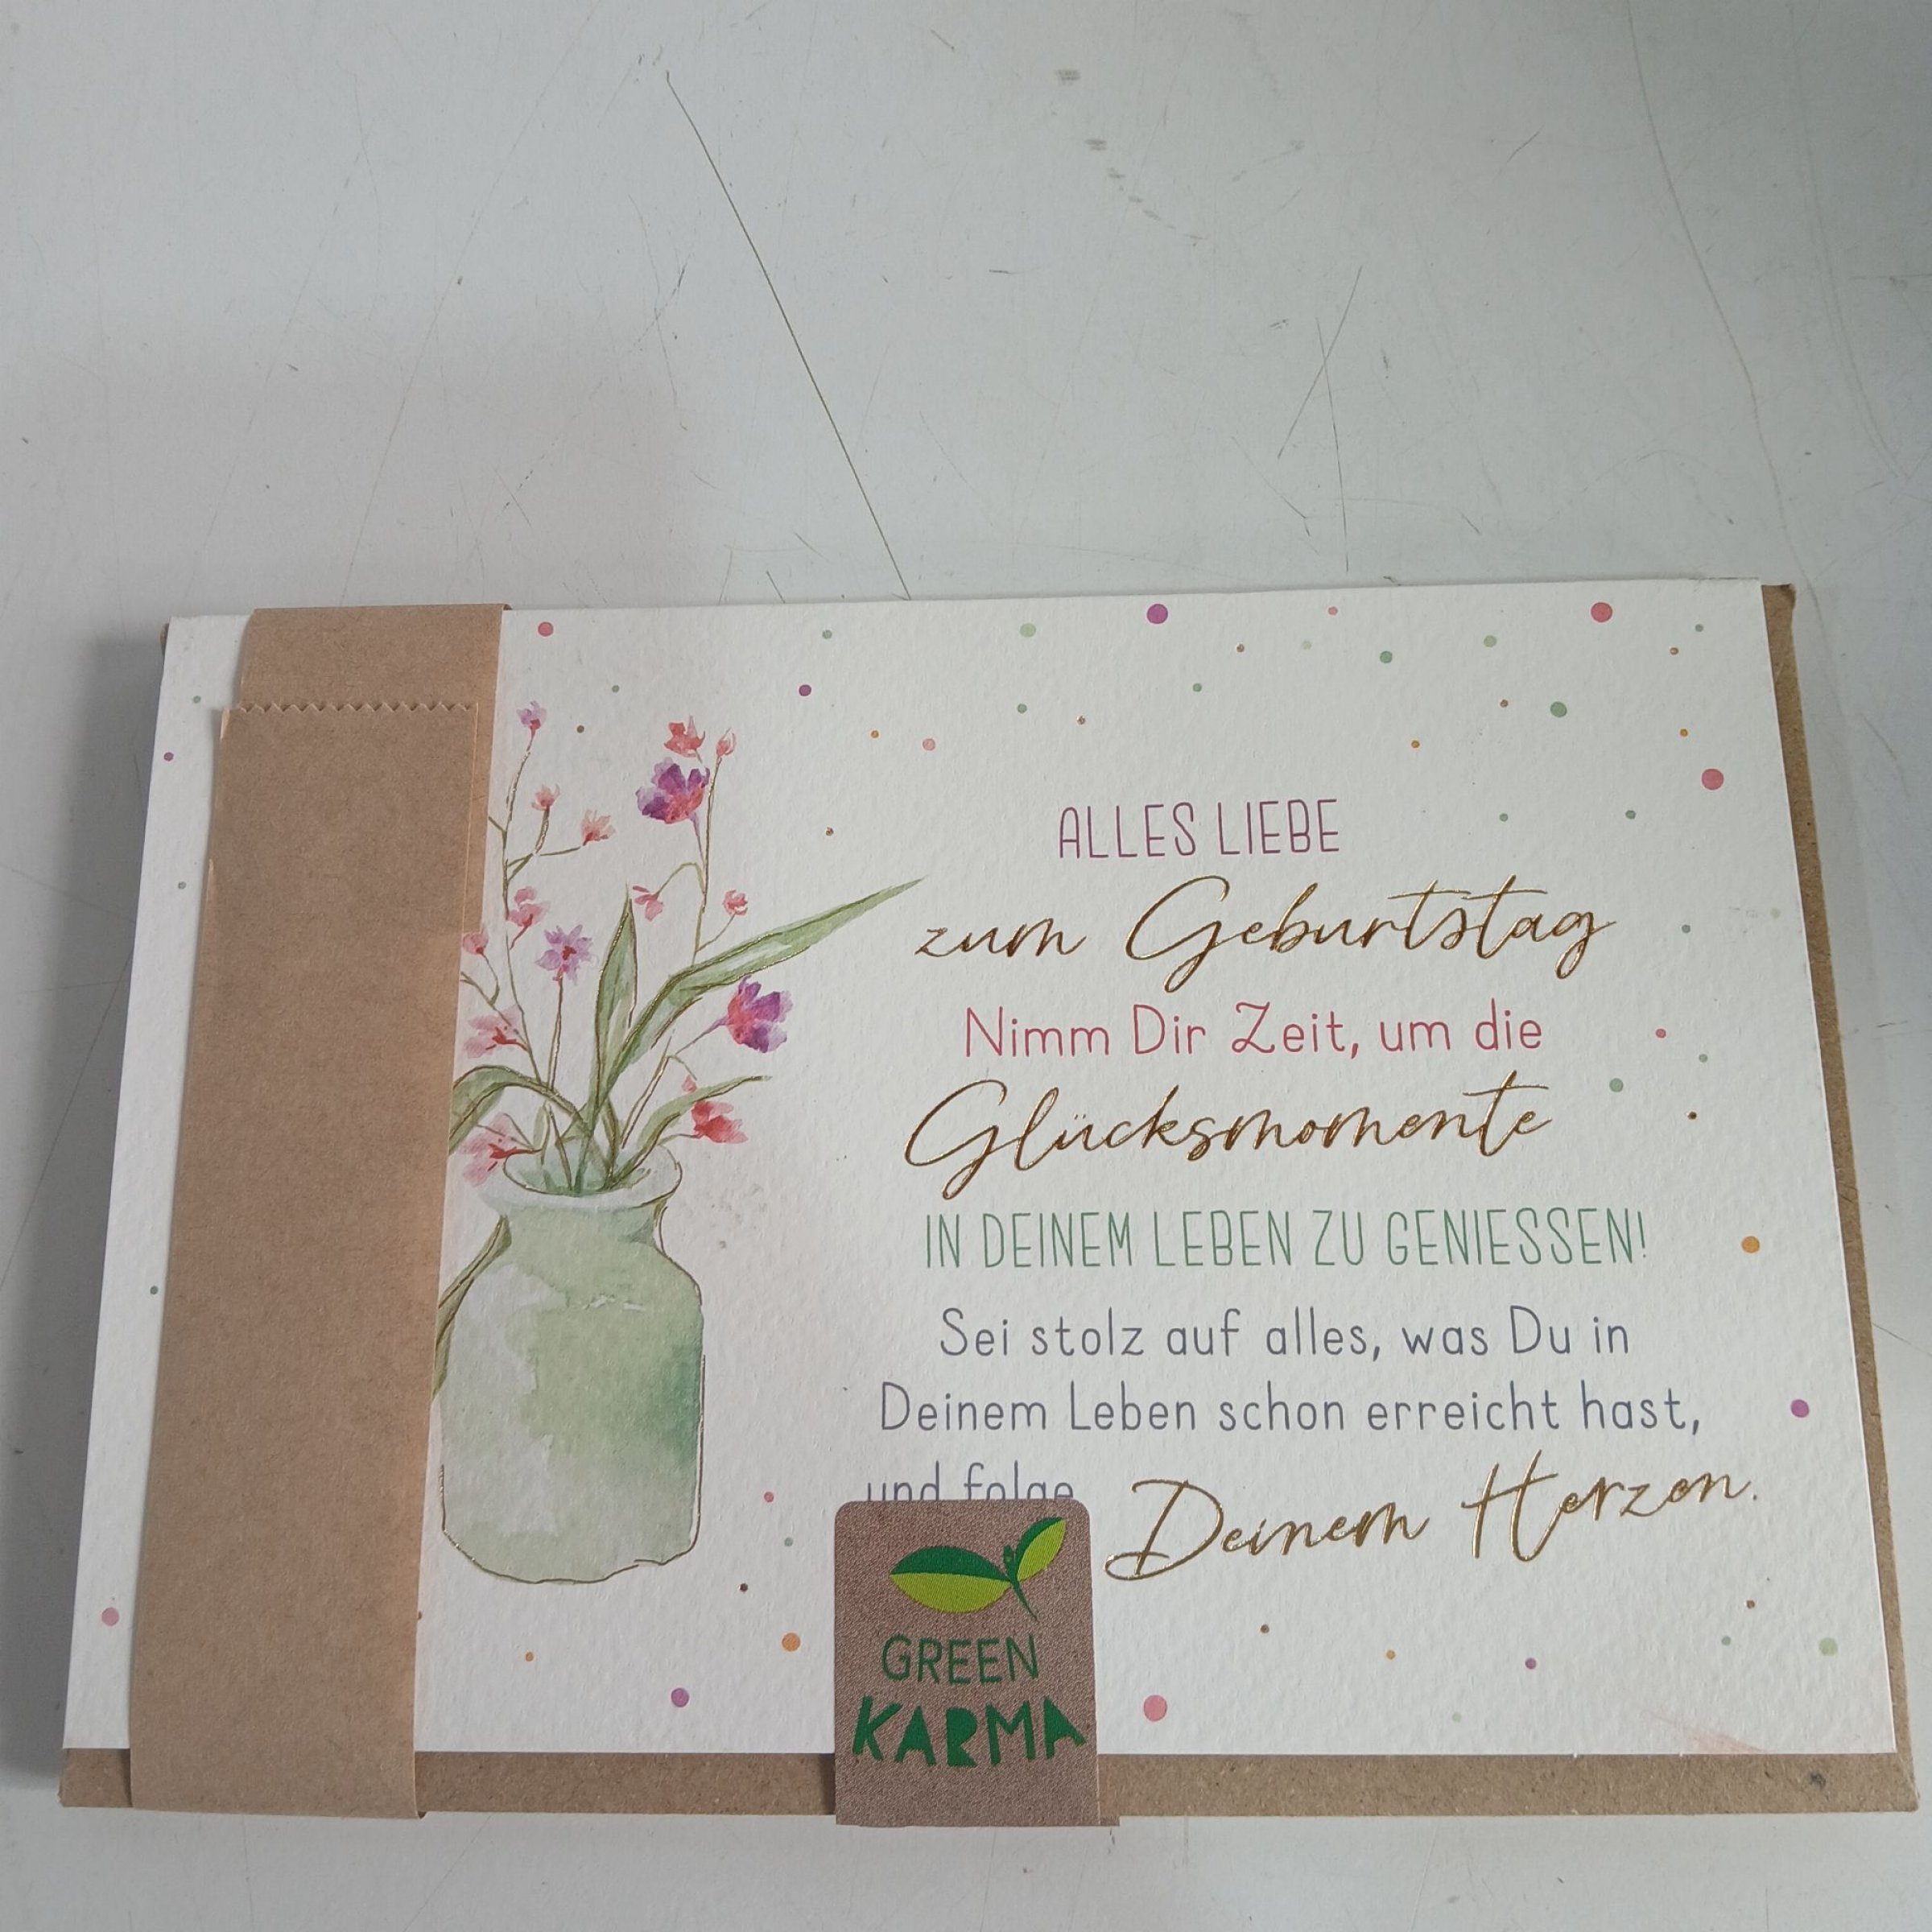 ALLES LIEBE
zum Geburtstag
Nimm Dir Zeit, um die
Glücksmomente
IN DEINEM LEBEN ZU GENIESSEN!
Sei stolz auf alles, was Du in
Deinem Leben schon erreicht hast,
und folge Deinem Herzen.
GREEN
KARMA